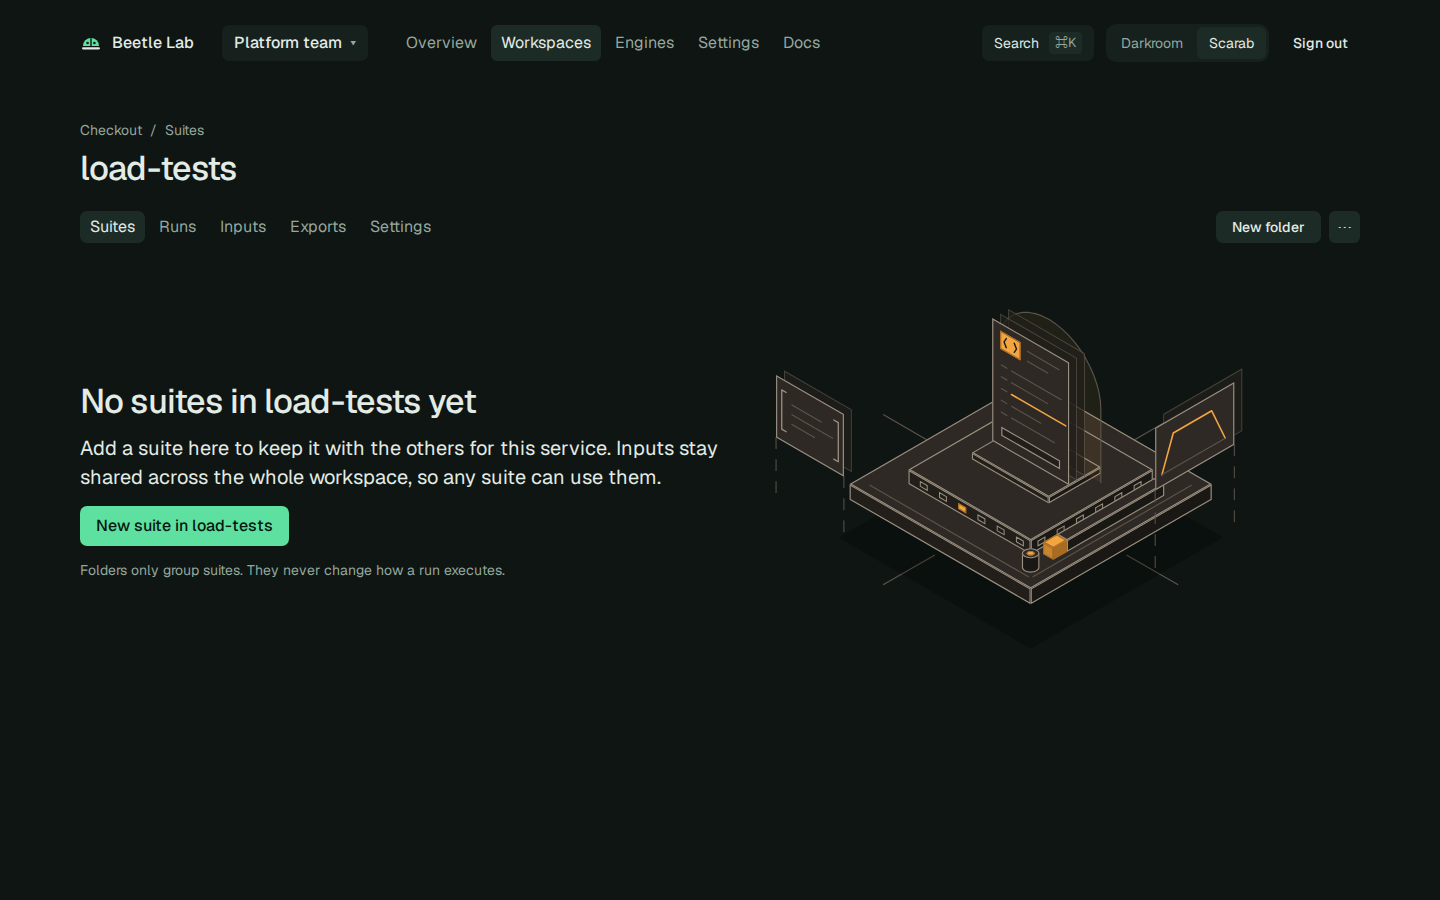 Beetle Lab
Platform team
Overview
Workspaces
Engines
Settings
Docs
Search ⌘K
Darkroom
Scarab
Sign out
Checkout / Suites
load-tests
Suites
Runs
Inputs
Exports
Settings
New folder
...
No suites in load-tests yet
Add a suite here to keep it with the others for this service. Inputs stay
shared across the whole workspace, so any suite can use them.
New suite in load-tests
Folders only group suites. They never change how a run executes.